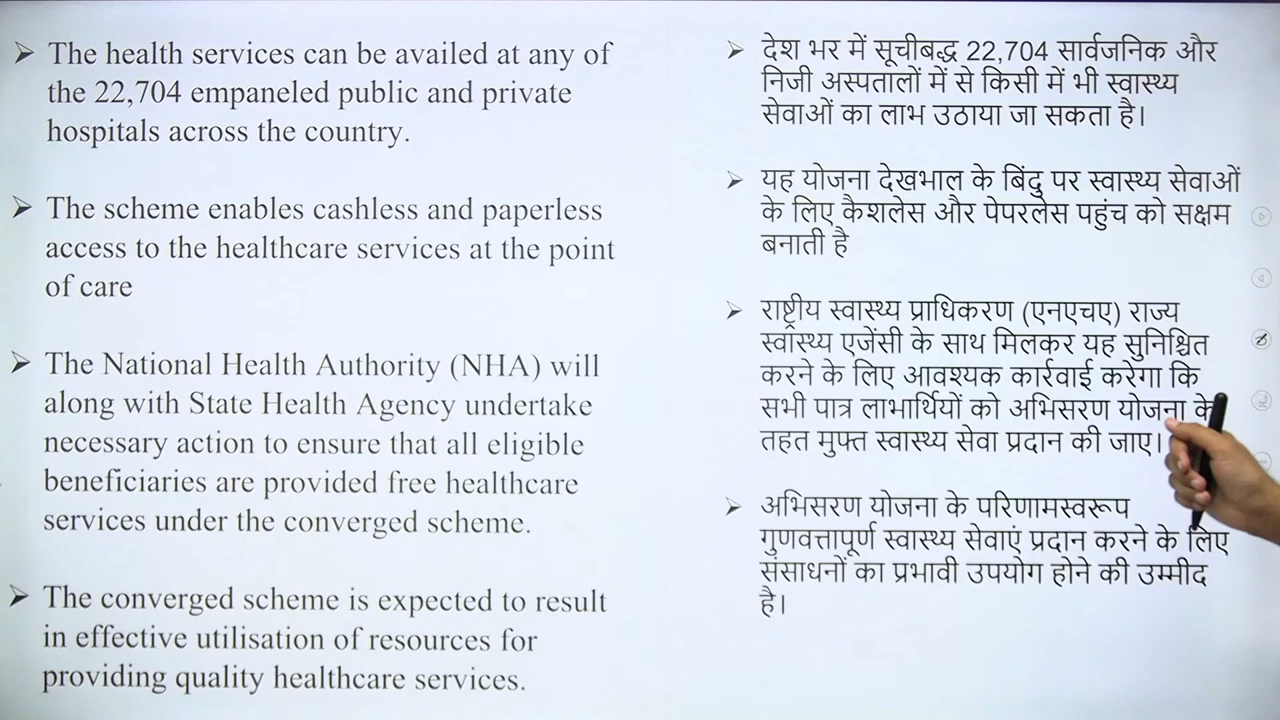 ➢ The health services can be availed at any of
the 22,704 empaneled public and private
hospitals across the country.
➢ The scheme enables cashless and paperless
access to the healthcare services at the point
of care
➢ The National Health Authority (NHA) will
along with State Health Agency undertake
necessary action to ensure that all eligible
beneficiaries are provided free healthcare
services under the converged scheme.
➢ The converged scheme is expected to result
in effective utilisation of resources for
providing quality healthcare services.
➢ देश भर में सूचीबद्ध 22,704 सार्वजनिक और
निजी अस्पतालों में से किसी में भी स्वास्थ्य
सेवाओं का लाभ उठाया जा सकता है।
➢ यह योजना देखभाल के बिंदु पर स्वास्थ्य सेवाओं
के लिए कैशलेस और पेपरलेस पहुंच को सक्षम
बनाती है
➢ राष्ट्रीय स्वास्थ्य प्राधिकरण (एनएचए) राज्य
स्वास्थ्य एजेंसी के साथ मिलकर यह सुनिश्चित
करने के लिए आवश्यक कार्रवाई करेगा कि
सभी पात्र लाभार्थियों को अभिसरण योजना के
तहत मुफ्त स्वास्थ्य सेवा प्रदान की जाए।
➢ अभिसरण योजना के परिणामस्वरूप
गुणवत्तापूर्ण स्वास्थ्य सेवाएं प्रदान करने के लिए
संसाधनों का प्रभावी उपयोग होने की उम्मीद
है।